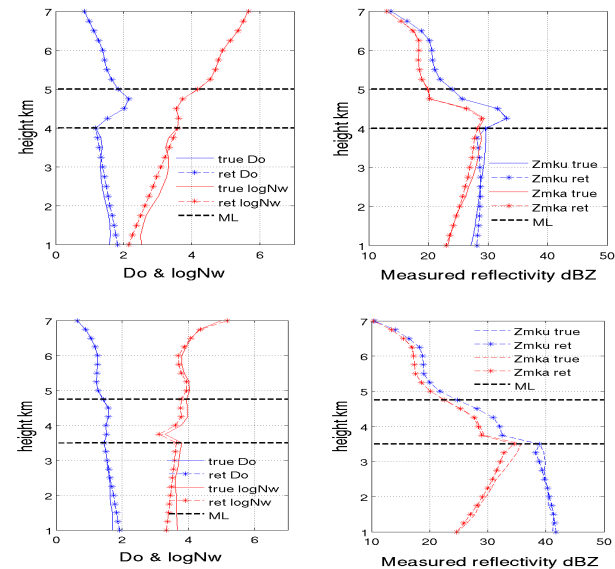 7
6
5
4
3
2
1
height km
0
2
4
6
Do & logNw
true Do
ret Do
true logNw
ret logNw
ML
7
6
5
4
3
2
1
height km
10
20
30
40
50
Measured reflectivity dBZ
Zmku true
Zmku ret
Zmka true
Zmka ret
ML
7
6
5
4
3
2
1
height km
0
2
4
6
Do & logNw
true Do
ret Do
true logNw
ret logNw
ML
7
6
5
4
3
2
1
height km
10
20
30
40
50
Measured reflectivity dBZ
Zmku true
Zmku ret
Zmka true
Zmka ret
ML